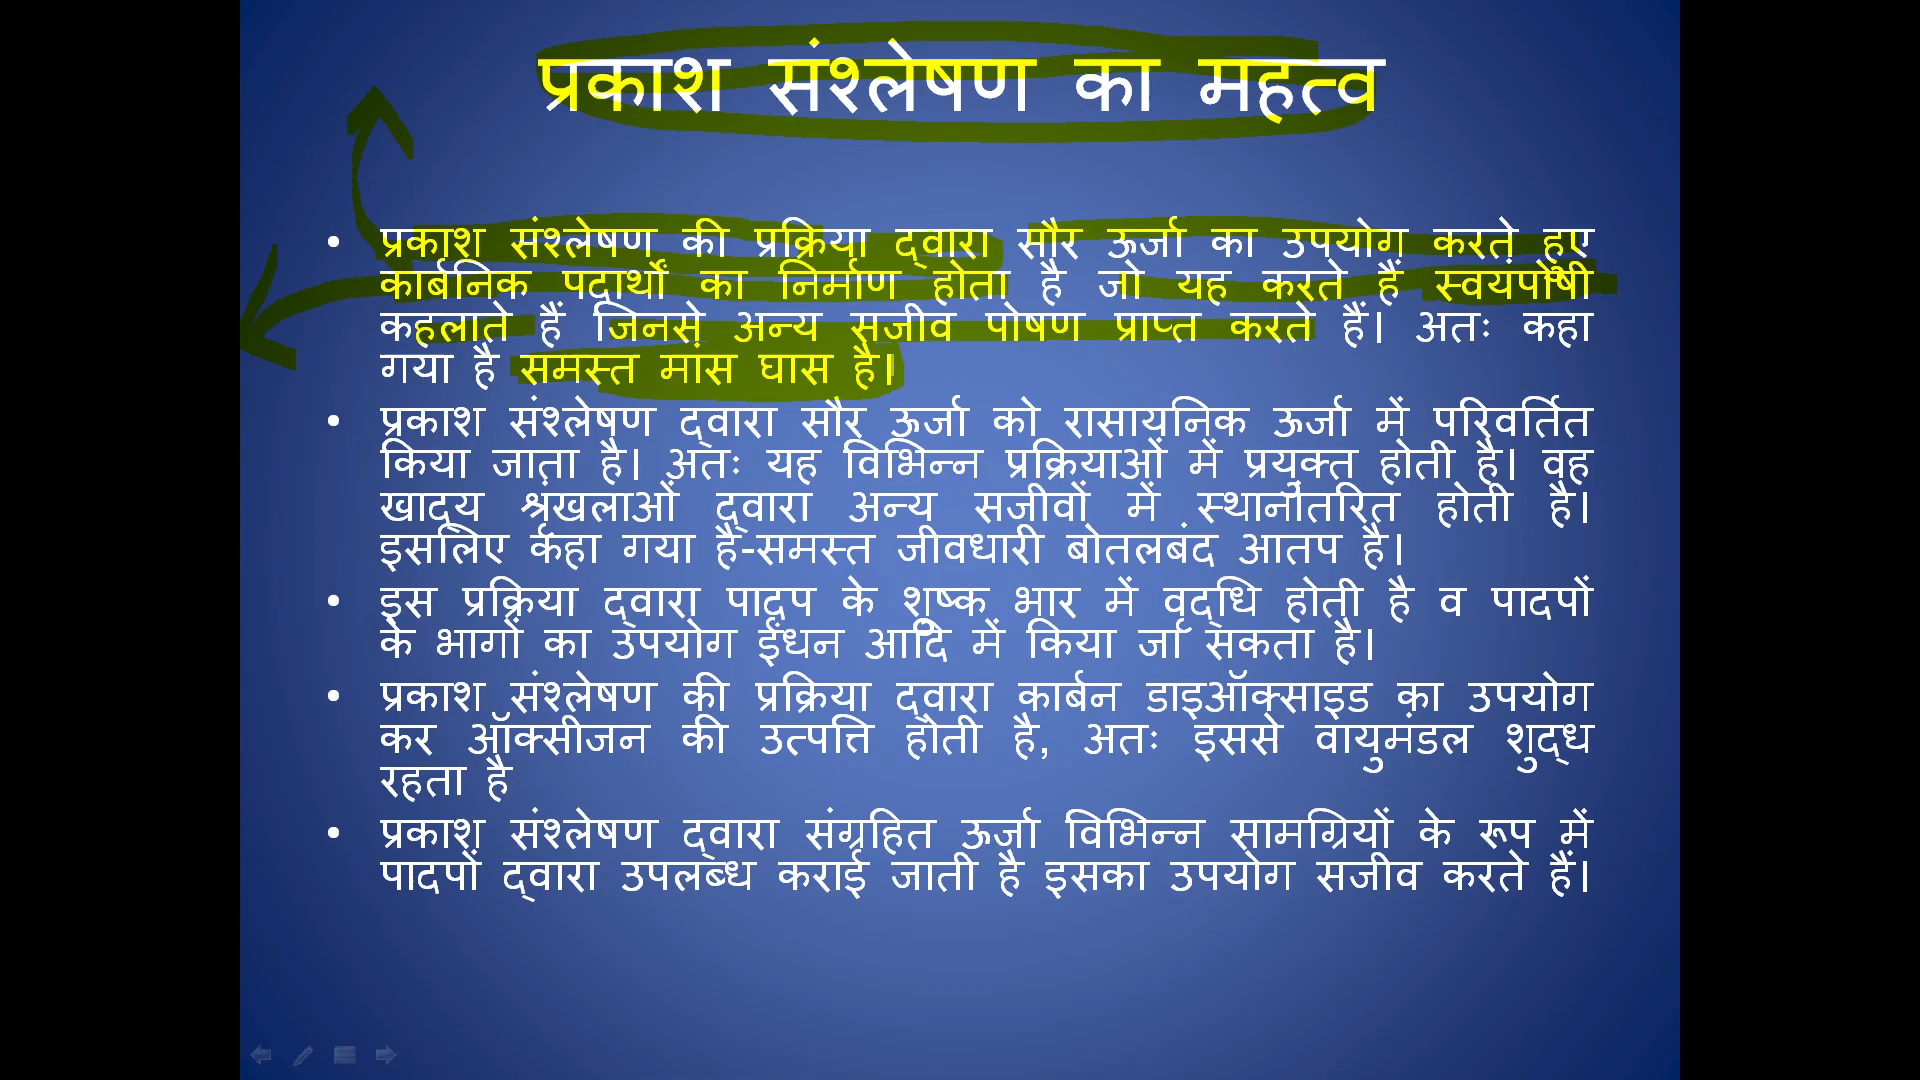 प्रकाश संश्लेषण का महत्व
• प्रकाश संश्लेषण की प्रक्रिया द्वारा सौर ऊर्जा का उपयोग करते हुए
कार्बनिक पदार्थों का निर्माण होता है जो यह करते हैं स्वयंपोषी
कहलाते हैं जिनसे अन्य सजीव पोषण प्राप्त करते हैं। अतः कहा
गया है समस्त मांस घास है।
• प्रकाश संश्लेषण द्वारा सौर ऊर्जा को रासायनिक ऊर्जा में परिवर्तित
किया जाता है। अतः यह विभिन्न प्रक्रियाओं में प्रयुक्त होती है। वह
खाद्य श्रंखलाओं द्वारा अन्य सजीवों में स्थानांतरित होती है।
इसलिए कहा गया है-समस्त जीवधारी बोतलबंद आतप है।
• इस प्रक्रिया द्वारा पादप के शुष्क भार में वृद्धि होती है व पादपों
के भागों का उपयोग ईंधन आदि में किया जा सकता है।
• प्रकाश संश्लेषण की प्रक्रिया द्वारा कार्बन डाइऑक्साइड का उपयोग
कर ऑक्सीजन की उत्पत्ति होती है, अतः इससे वायुमंडल शुद्ध
रहता है
• प्रकाश संश्लेषण द्वारा संग्रहित ऊर्जा विभिन्न सामग्रियों के रूप में
पादपों द्वारा उपलब्ध कराई जाती है इसका उपयोग सजीव करते हैं।